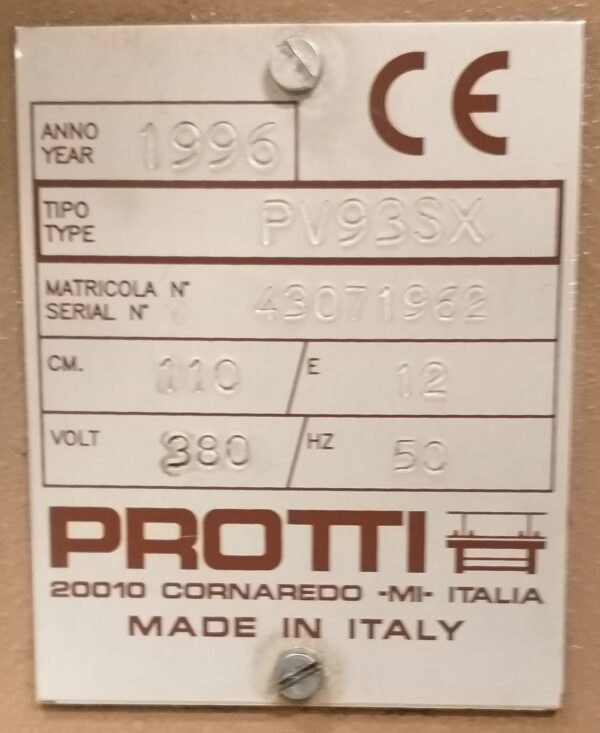 CE
ANNO
YEAR 1996
TIPO
TYPE PV93SX
MATRICOLA N°
SERIAL N° 43071962
CM. 110 / E 12
VOLT 380 / HZ 50
PROTTI
20010 CORNAREDO -MI- ITALIA
MADE IN ITALY